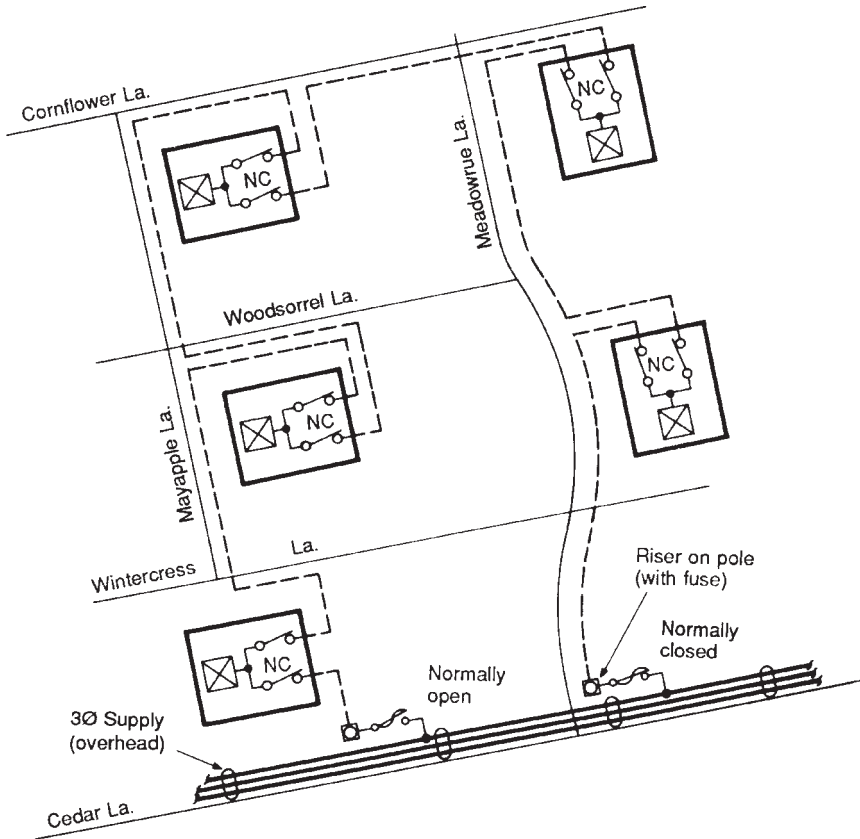 Cornflower La.
NC
Meadowrue La.
NC
Woodsorrel La.
NC
Mayapple La.
NC
La.
Wintercress
Riser on pole
(with fuse)
Normally
closed
NC
Normally
open
3Ø Supply
(overhead)
Cedar La.